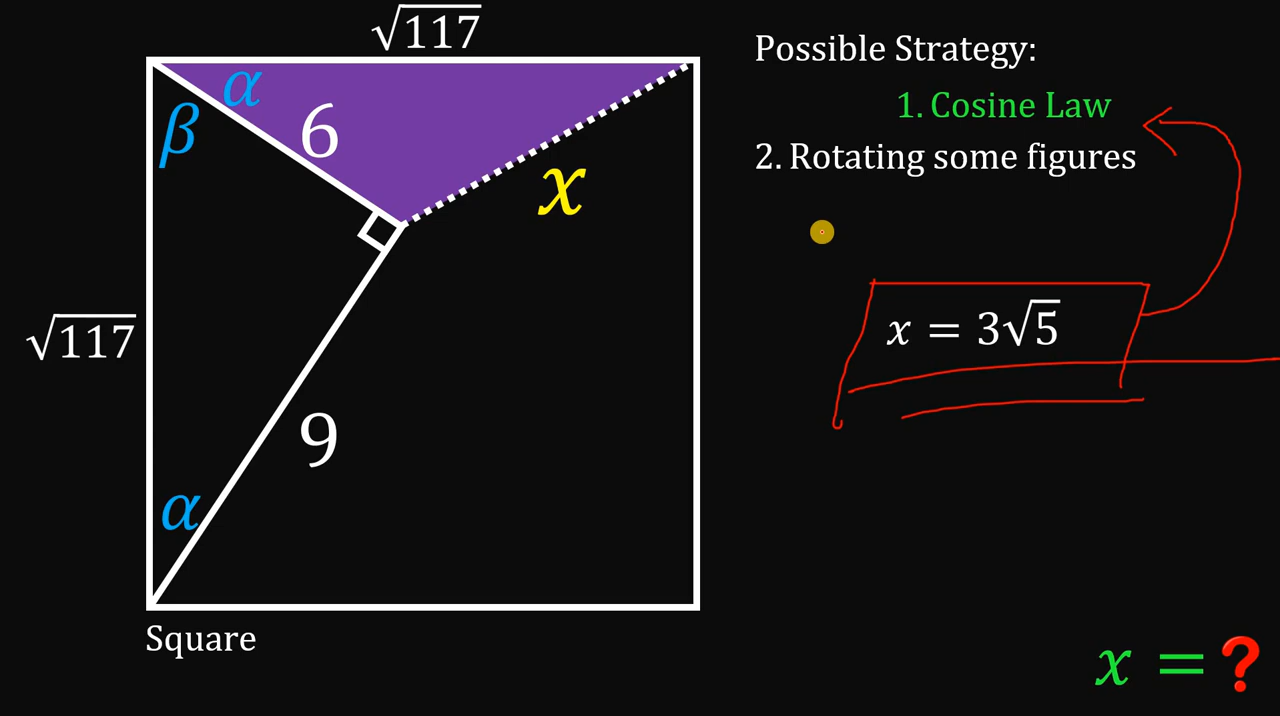 √117
Possible Strategy:
α
1. Cosine Law
β
6
2. Rotating some figures
x
√117
x = 3√5
9
α
Square
x = ?